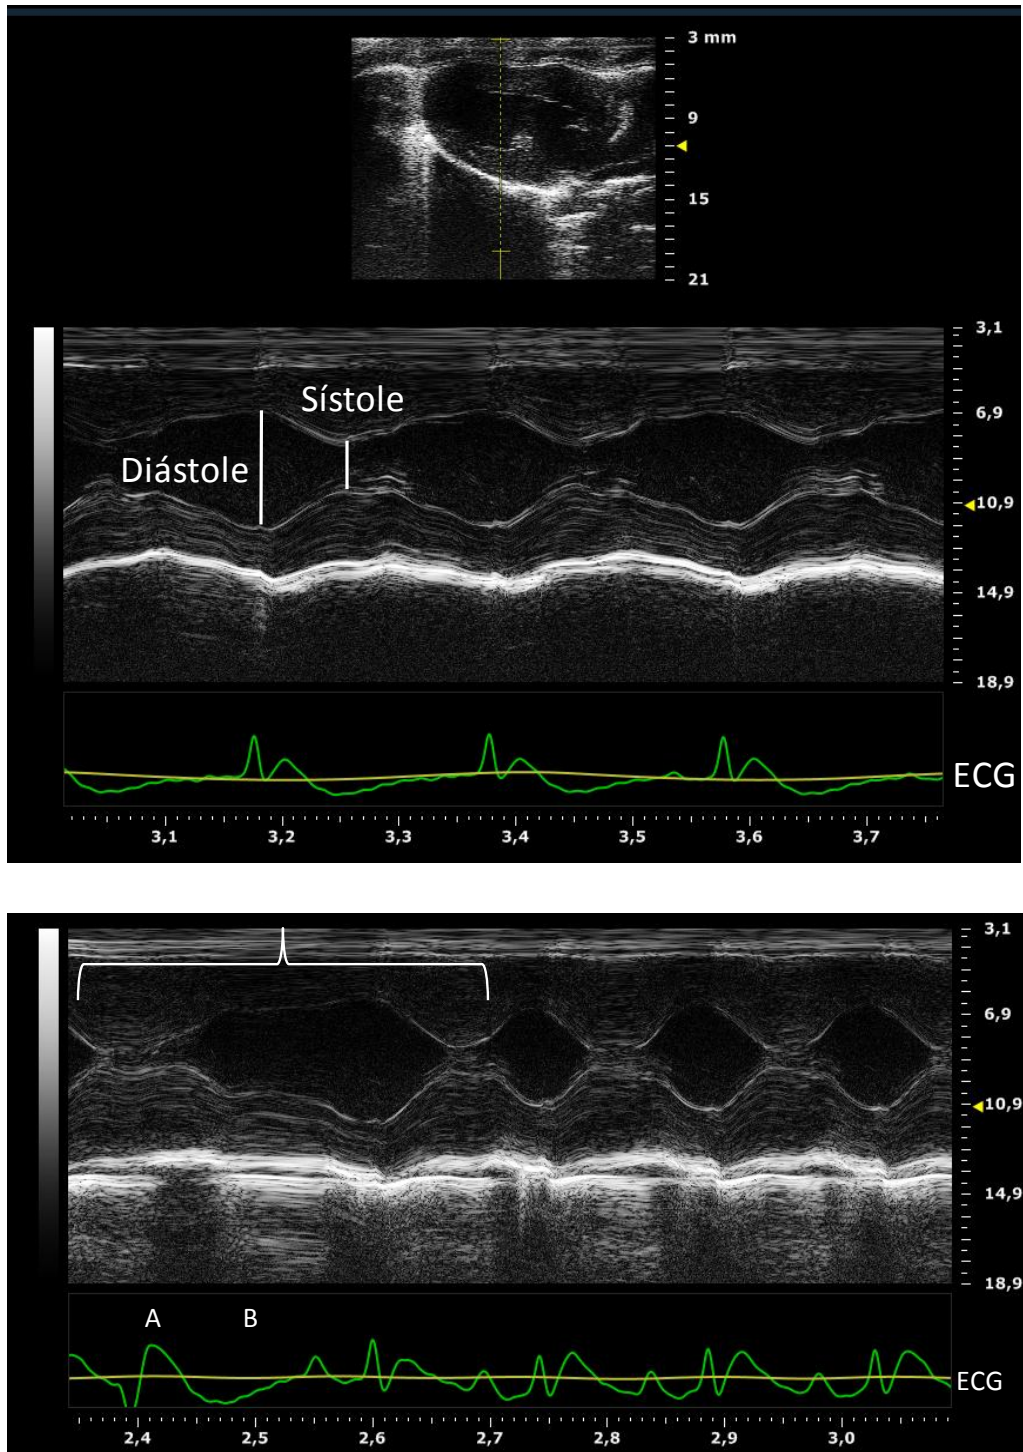 3 mm
9
15
21
3,1
Sístole
6,9
Diástole
10,9
14,9
18,9
ECG
3,1 3,2 3,3 3,4 3,5 3,6 3,7
3,1
6,9
10,9
14,9
18,9
A B
ECG
2,4 2,5 2,6 2,7 2,8 2,9 3,0